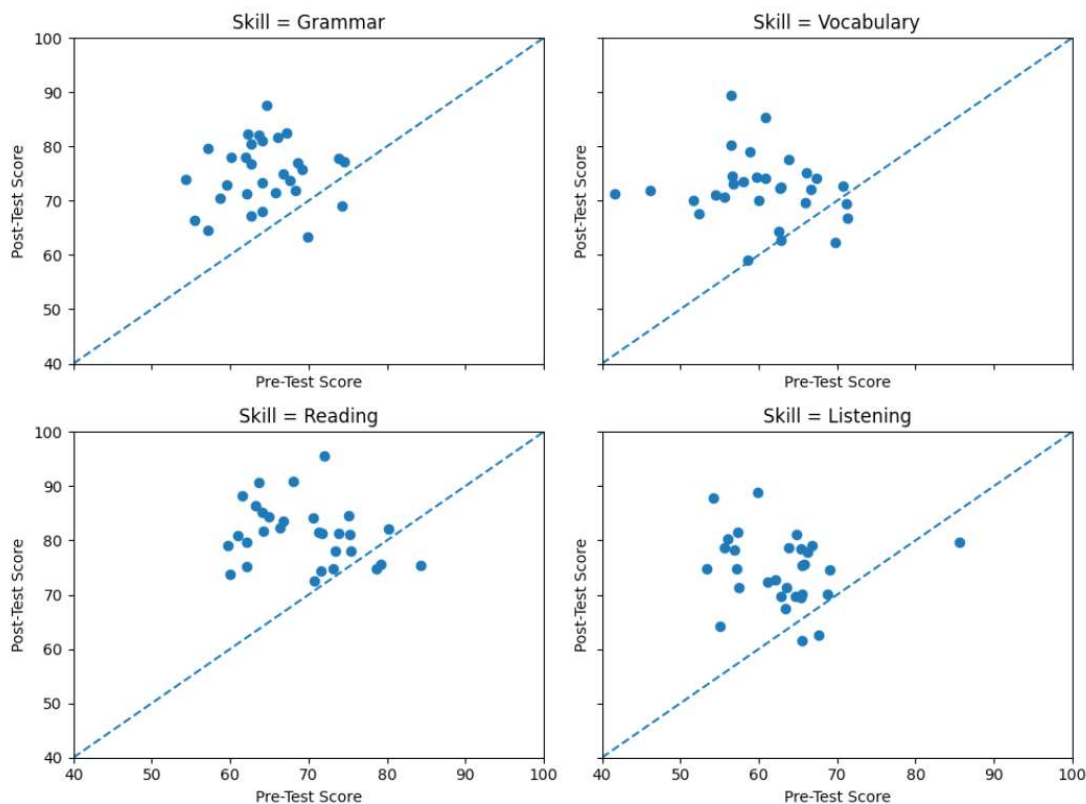 Skill = Grammar
Skill = Vocabulary
100
90
80
70
60
50
40
Post-Test Score
Post-Test Score
Pre-Test Score
Pre-Test Score
Skill = Reading
Skill = Listening
100
90
80
70
60
50
40
Post-Test Score
Post-Test Score
40 50 60 70 80 90 100
40 50 60 70 80 90 100
Pre-Test Score
Pre-Test Score